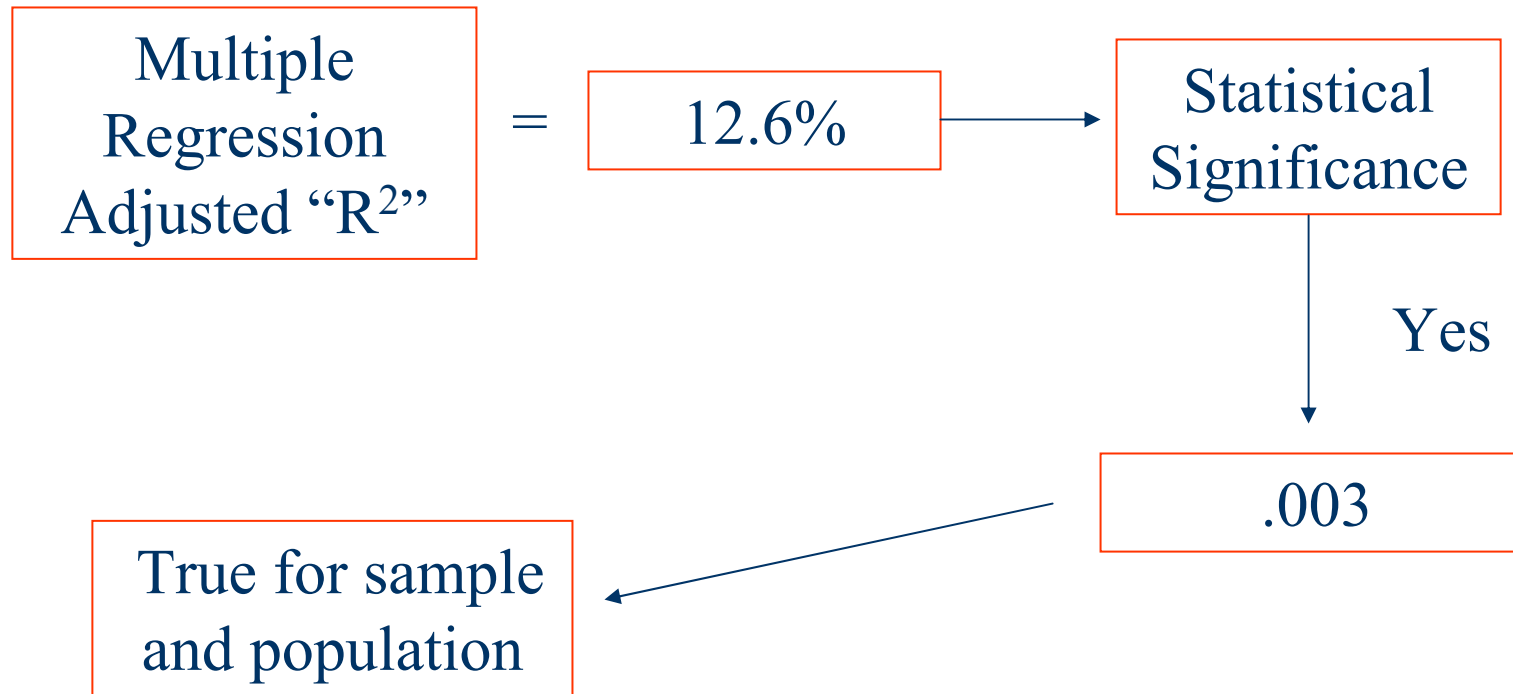 Multiple
Regression
Adjusted “R²”
=
12.6%
Statistical
Significance
Yes
.003
True for sample
and population